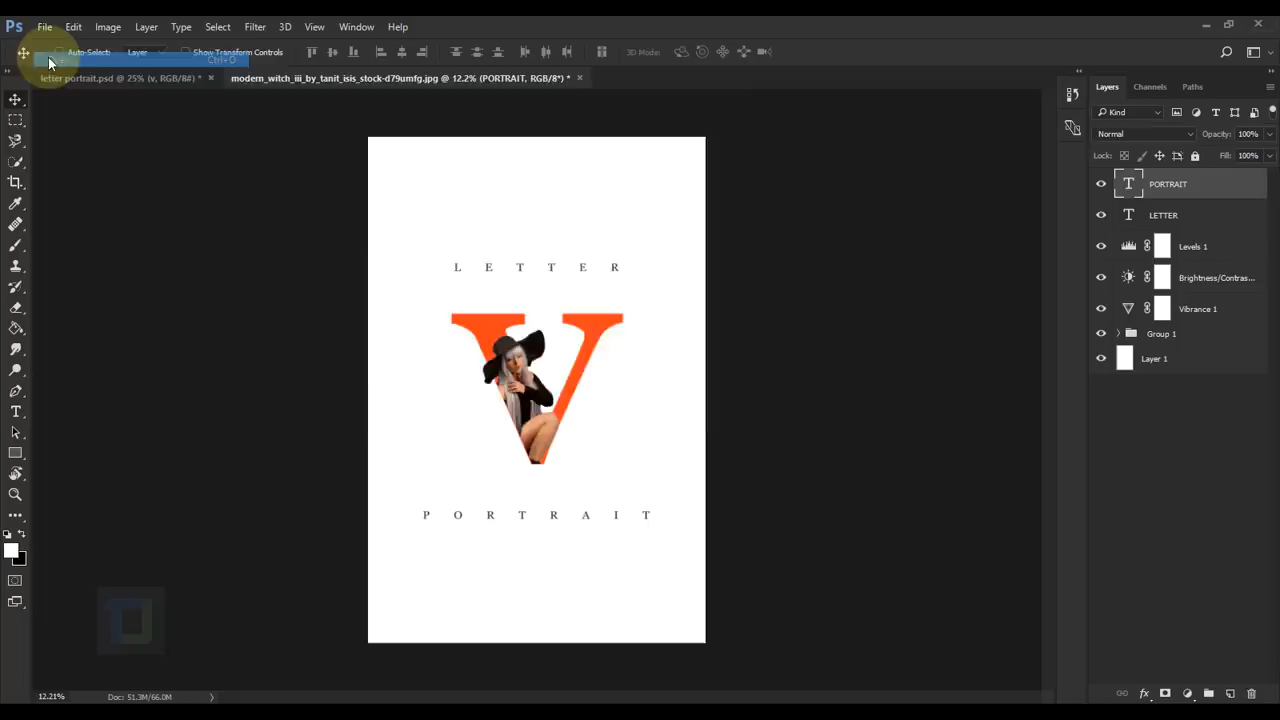 Ps File Edit Image Layer Type Select Filter 3D View Window Help
Auto-Select: Layer Show Transform Controls 3D Mode:
Ctrl+O
letter portrait.psd @ 25% (v, RGB/8#) * × modern_witch_iii_by_tanit_isis_stock-d79umfg.jpg @ 12.2% (PORTRAIT, RGB/8*) * ×
Layers Channels Paths
Kind
Normal Opacity: 100%
Lock: Fill: 100%
T PORTRAIT
T LETTER
Levels 1
Brightness/Contras...
Vibrance 1
Group 1
Layer 1
L E T T E R
V
P O R T R A I T
12.21% Doc: 51.3M/66.0M
fx